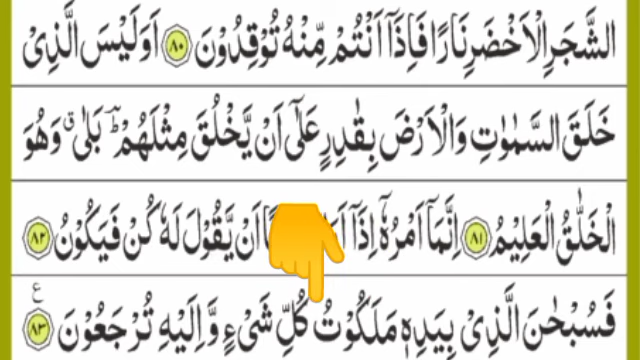 الشَّجَرِ الْاَخْضَرِ نَارًا فَاِذَآ اَنْتُمْ مِّنْهُ تُوْقِدُوْنَ ۝٨٠ اَوَلَيْسَ الَّذِيْ
خَلَقَ السَّمٰوٰتِ وَالْاَرْضَ بِقٰدِرٍ عَلٰٓى اَنْ يَّخْلُقَ مِثْلَهُمْ ؕ بَلٰى ۗ وَهُوَ
الْخَلّٰقُ الْعَلِيْمُ ۝٨١ اِنَّمَآ اَمْرُهٗٓ اِذَآ اَنْ يَّقُوْلَ لَهٗ كُنْ فَيَكُوْنُ ۝٨٢
فَسُبْحٰنَ الَّذِيْ بِيَدِهٖ مَلَكُوْتُ كُلِّ شَيْءٍ وَّاِلَيْهِ تُرْجَعُوْنَ ۝٨٣ ع